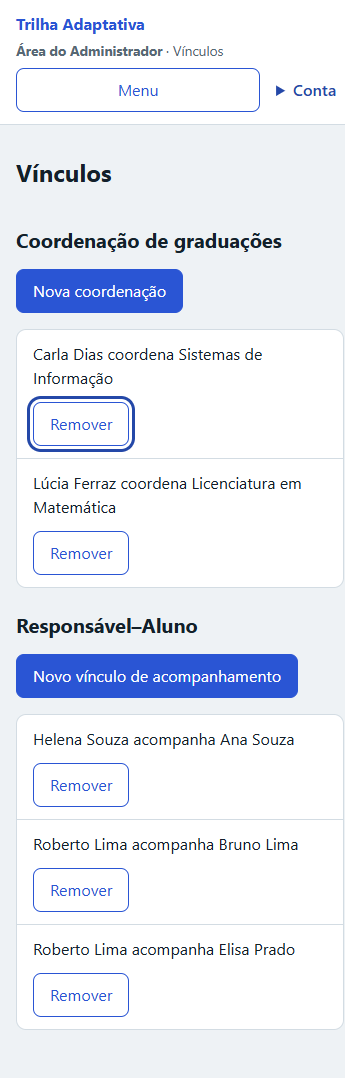 Trilha Adaptativa
Área do Administrador · Vínculos
Menu
Conta
Vínculos
Coordenação de graduações
Nova coordenação
Carla Dias coordena Sistemas de
Informação
Remover
Lúcia Ferraz coordena Licenciatura em
Matemática
Remover
Responsável–Aluno
Novo vínculo de acompanhamento
Helena Souza acompanha Ana Souza
Remover
Roberto Lima acompanha Bruno Lima
Remover
Roberto Lima acompanha Elisa Prado
Remover